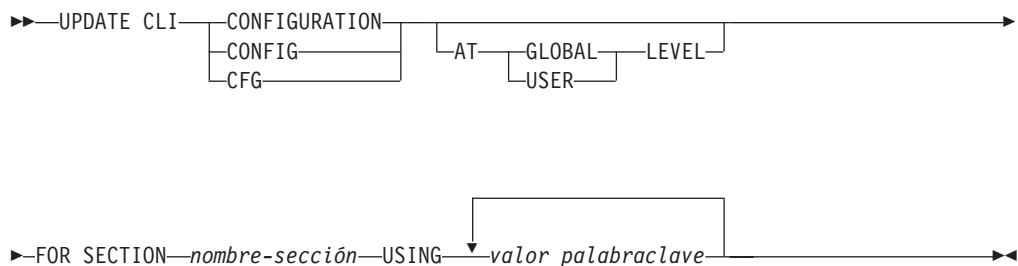 UPDATE CLI CONFIGURATION AT GLOBAL LEVEL
CONFIG USER
CFG
FOR SECTION nombre-sección USING valor palabraclave